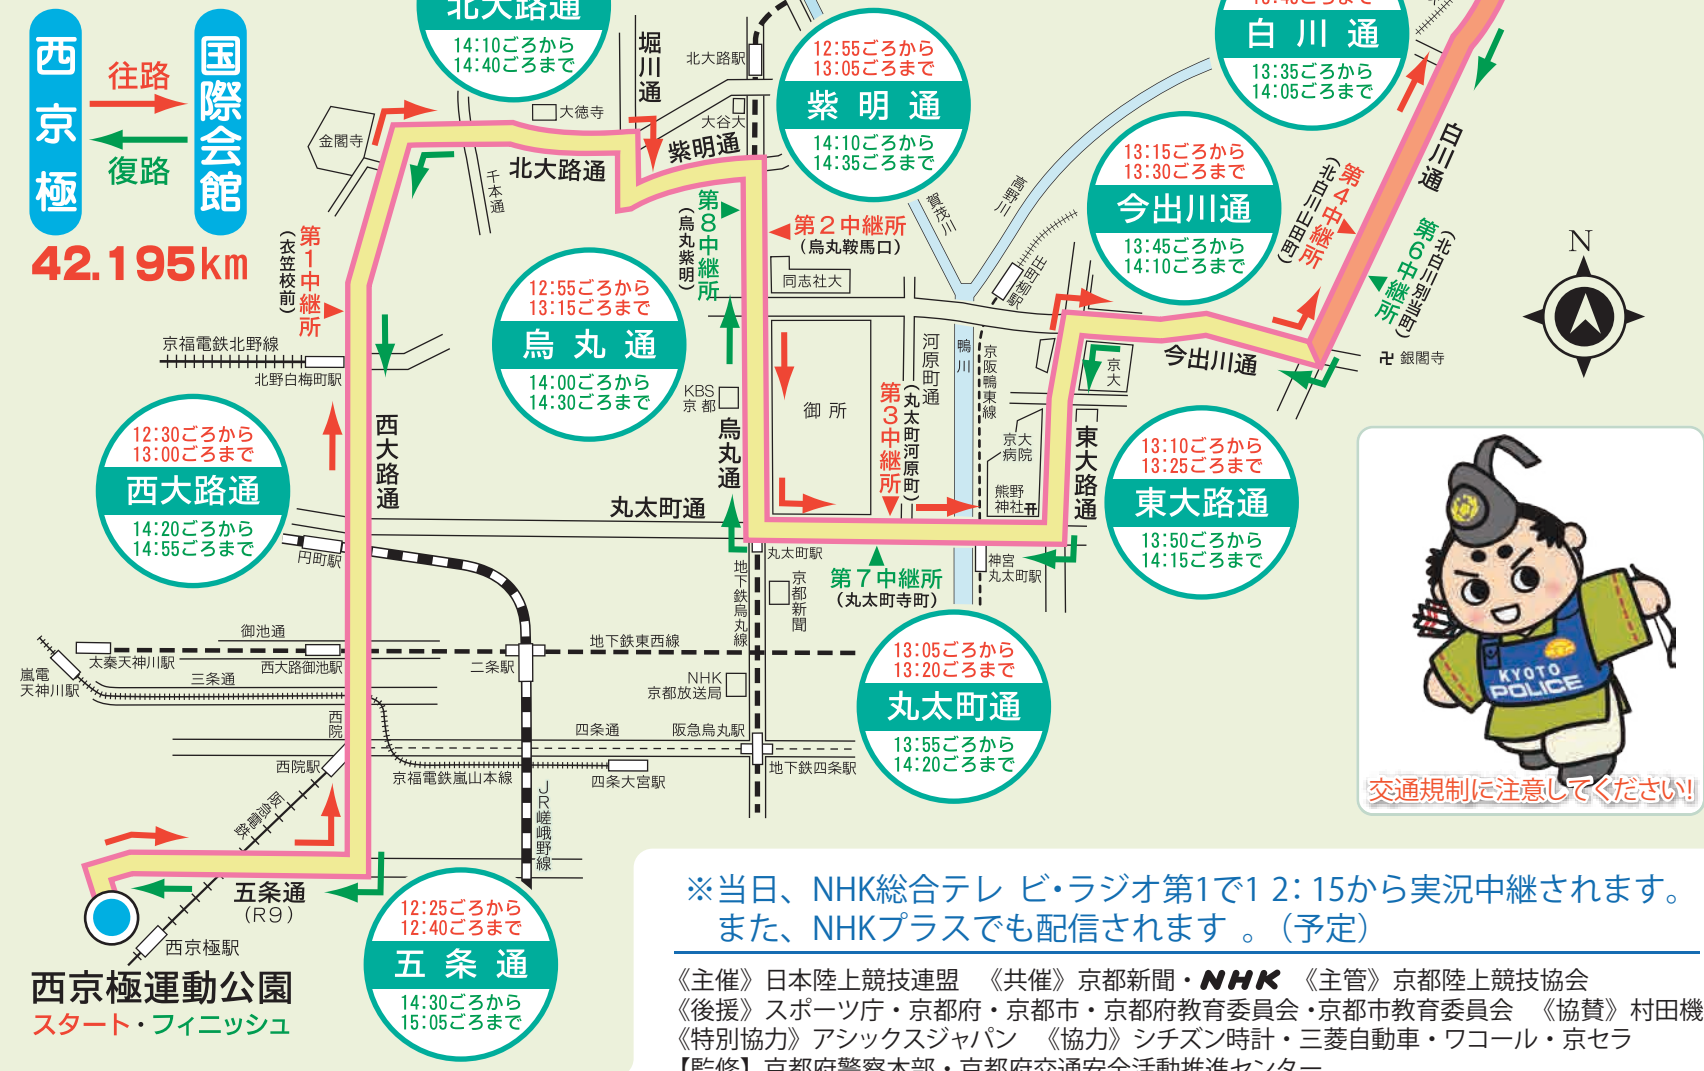 西京極
往路
復路
国際会館
42.195km
北大路通
14:10ごろから
14:40ごろまで
堀川通
北大路駅
大徳寺
大谷大
金閣寺
紫明通
北大路通
千本通
12:55ごろから
13:05ごろまで
紫明通
14:10ごろから
14:35ごろまで
白川通
13:35ごろから
14:05ごろまで
白川通
13:15ごろから
13:30ごろまで
今出川通
13:45ごろから
14:10ごろまで
高野川
賀茂川
出町柳駅
第4中継所
(北白川山田町)
第6中継所
(北白川別当町)
N
第1中継所
(衣笠校前)
第8中継所
(烏丸紫明)
第2中継所
(烏丸鞍馬口)
同志社大
12:55ごろから
13:15ごろまで
烏丸通
14:00ごろから
14:30ごろまで
京福電鉄北野線
北野白梅町駅
KBS
京都
烏丸通
御所
河原町通
鴨川
京阪鴨東線
第3中継所
(丸太町河原町)
京大
今出川通
卍 銀閣寺
京大
病院
熊野
神社
東大路通
12:30ごろから
13:00ごろまで
西大路通
14:20ごろから
14:55ごろまで
西大路通
丸太町通
13:10ごろから
13:25ごろまで
東大路通
13:50ごろから
14:15ごろまで
円町駅
丸太町駅
第7中継所
(丸太町寺町)
神宮
丸太町駅
地下鉄烏丸線
京都新聞
御池通
太秦天神川駅
西大路御池駅
嵐電
天神川駅
三条通
二条駅
地下鉄東西線
NHK
京都放送局
13:05ごろから
13:20ごろまで
丸太町通
13:55ごろから
14:20ごろまで
KYOTO
POLICE
交通規制に注意してください!
西院
西院駅
四条通
阪急烏丸駅
地下鉄四条駅
京福電鉄嵐山本線
四条大宮駅
阪急電鉄
JR嵯峨野線
五条通
(R9)
西京極駅
西京極運動公園
スタート・フィニッシュ
12:25ごろから
12:40ごろまで
五条通
14:30ごろから
15:05ごろまで
※当日、NHK総合テレ ビ・ラジオ第1で1 2: 15から実況中継されます。
また、NHKプラスでも配信されます 。(予定)
《主催》日本陸上競技連盟 《共催》京都新聞・NHK 《主管》京都陸上競技協会
《後援》スポーツ庁・京都府・京都市・京都府教育委員会・京都市教育委員会 《協賛》村田機
《特別協力》アシックスジャパン 《協力》シチズン時計・三菱自動車・ワコール・京セラ
【監修】京都府警察本部・京都府交通安全活動推進センター